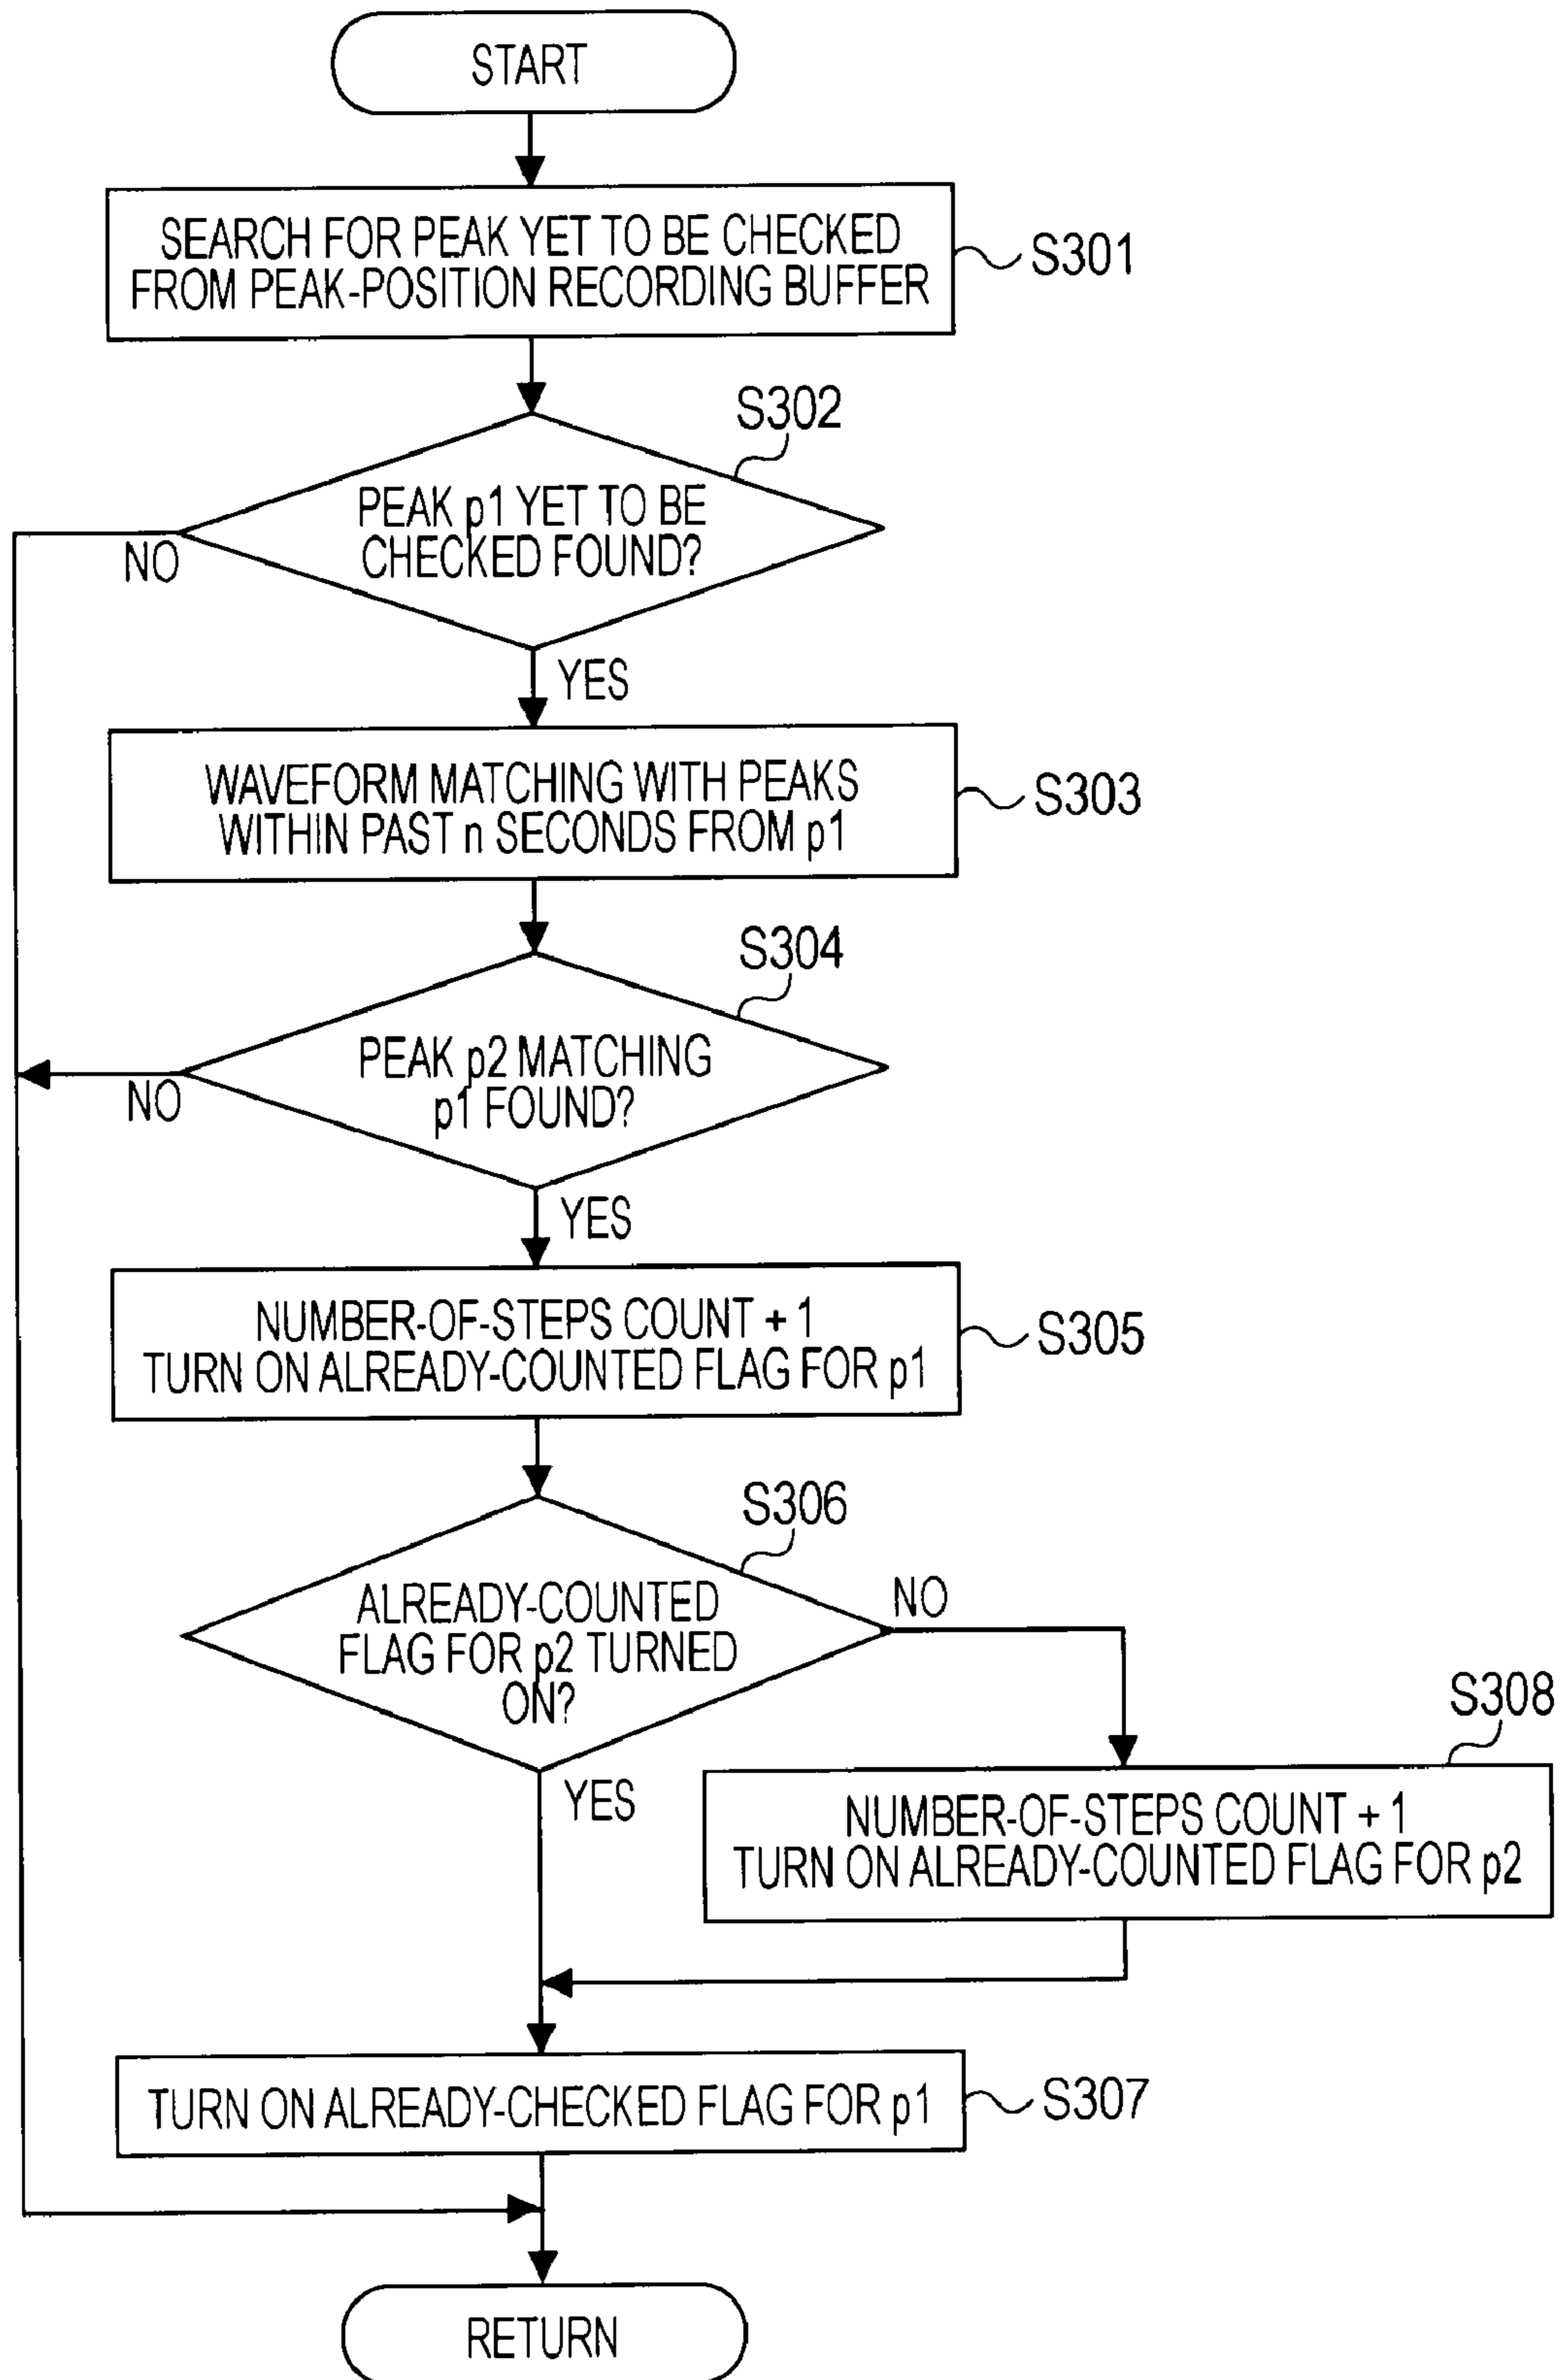 START
SEARCH FOR PEAK YET TO BE CHECKED
FROM PEAK-POSITION RECORDING BUFFER
S301
S302
PEAK p1 YET TO BE
CHECKED FOUND?
NO
YES
WAVEFORM MATCHING WITH PEAKS
WITHIN PAST n SECONDS FROM p1
S303
S304
PEAK p2 MATCHING
p1 FOUND?
NO
YES
NUMBER-OF-STEPS COUNT + 1
TURN ON ALREADY-COUNTED FLAG FOR p1
S305
S306
ALREADY-COUNTED
FLAG FOR p2 TURNED
ON?
NO
YES
S308
NUMBER-OF-STEPS COUNT + 1
TURN ON ALREADY-COUNTED FLAG FOR p2
TURN ON ALREADY-CHECKED FLAG FOR p1
S307
RETURN